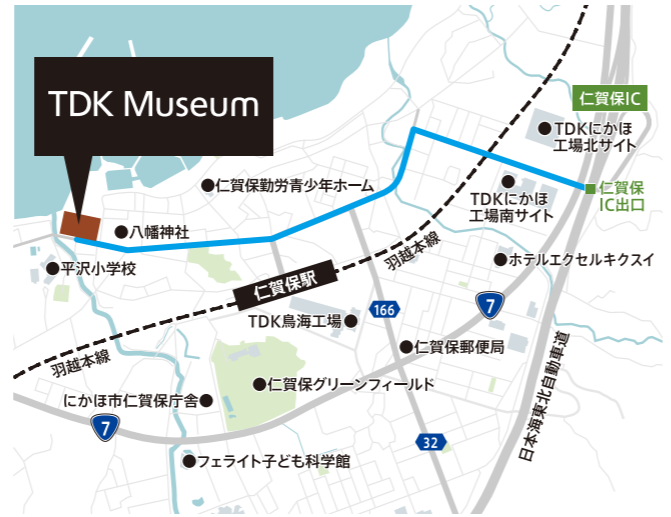 TDK Museum
仁賀保IC
TDKにかほ
工場北サイト
仁賀保勤労青少年ホーム
TDKにかほ
工場南サイト
仁賀保
IC出口
八幡神社
羽越本線
平沢小学校
ホテルエクセルキクスイ
仁賀保駅
7
TDK鳥海工場
166
仁賀保郵便局
羽越本線
仁賀保グリーンフィールド
日本海東北自動車道
にかほ市仁賀保庁舎
7
32
フェライト子ども科学館